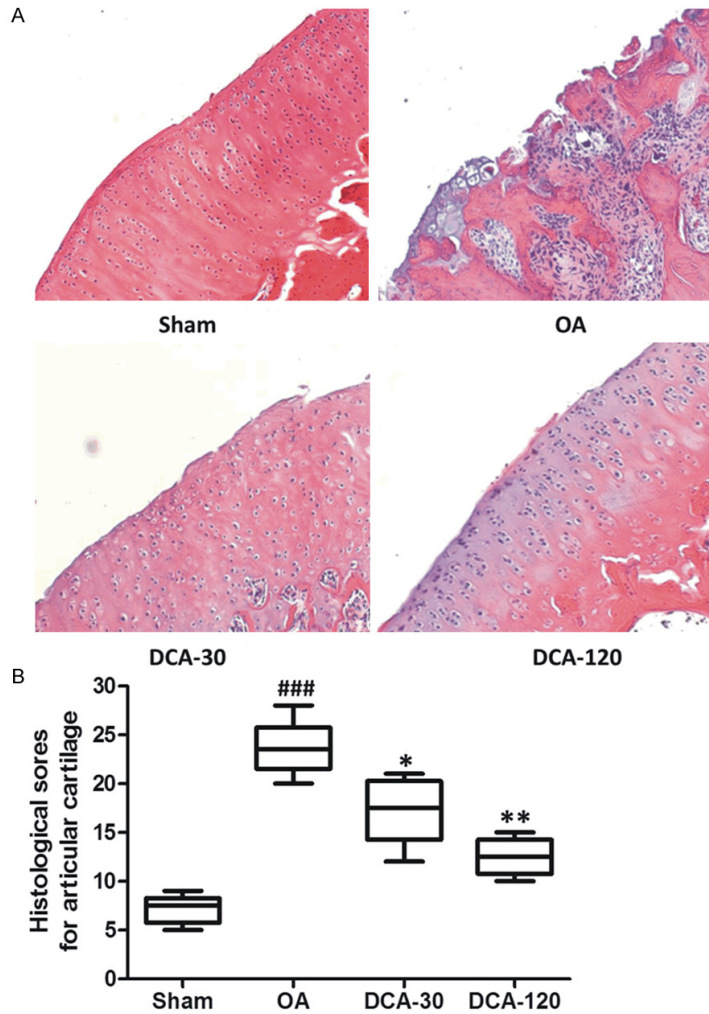 A
Sham
OA
DCA-30
DCA-120
B
Histological sores
for articular cartilage
30
25
20
15
10
5
0
###
*
**
Sham
OA
DCA-30
DCA-120